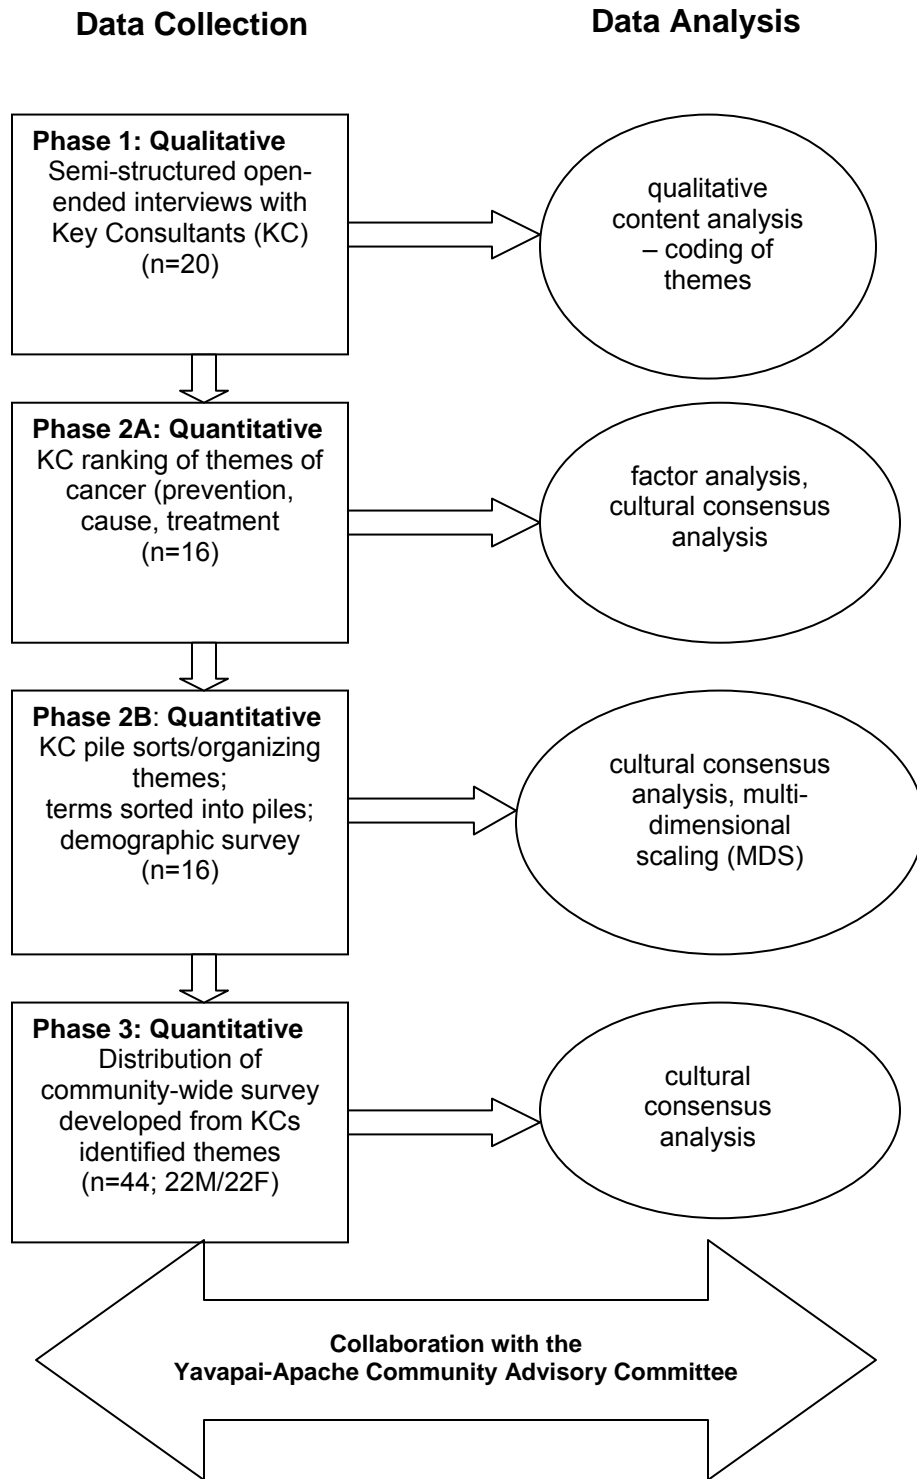 Data Collection
Data Analysis
Phase 1: Qualitative
Semi-structured open-
ended interviews with
Key Consultants (KC)
(n=20)
qualitative
content analysis
– coding of
themes
Phase 2A: Quantitative
KC ranking of themes of
cancer (prevention,
cause, treatment
(n=16)
factor analysis,
cultural consensus
analysis
Phase 2B: Quantitative
KC pile sorts/organizing
themes;
terms sorted into piles;
demographic survey
(n=16)
cultural consensus
analysis, multi-
dimensional
scaling (MDS)
Phase 3: Quantitative
Distribution of
community-wide survey
developed from KCs
identified themes
(n=44; 22M/22F)
cultural
consensus
analysis
Collaboration with the
Yavapai-Apache Community Advisory Committee